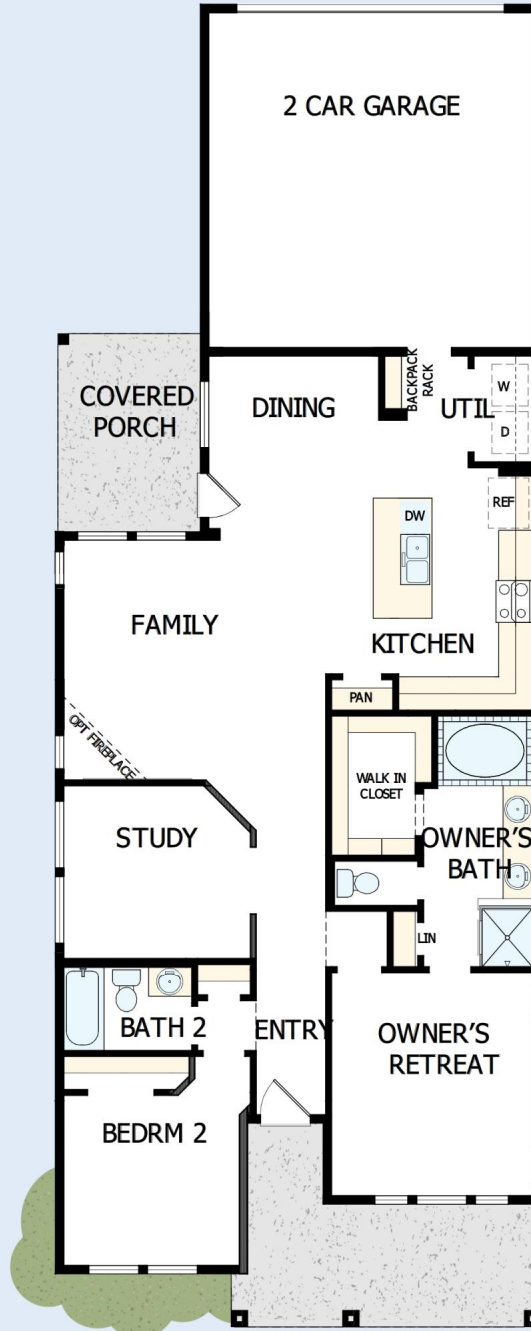 2 CAR GARAGE
COVERED
PORCH
DINING
BACKPACK
RACK
UTIL
W
D
REF
DW
FAMILY
KITCHEN
OPT FIREPLACE
PAN
WALK IN
CLOSET
STUDY
OWNER'S
BATH
LIN
BATH 2
ENTRY
OWNER'S
RETREAT
BEDRM 2